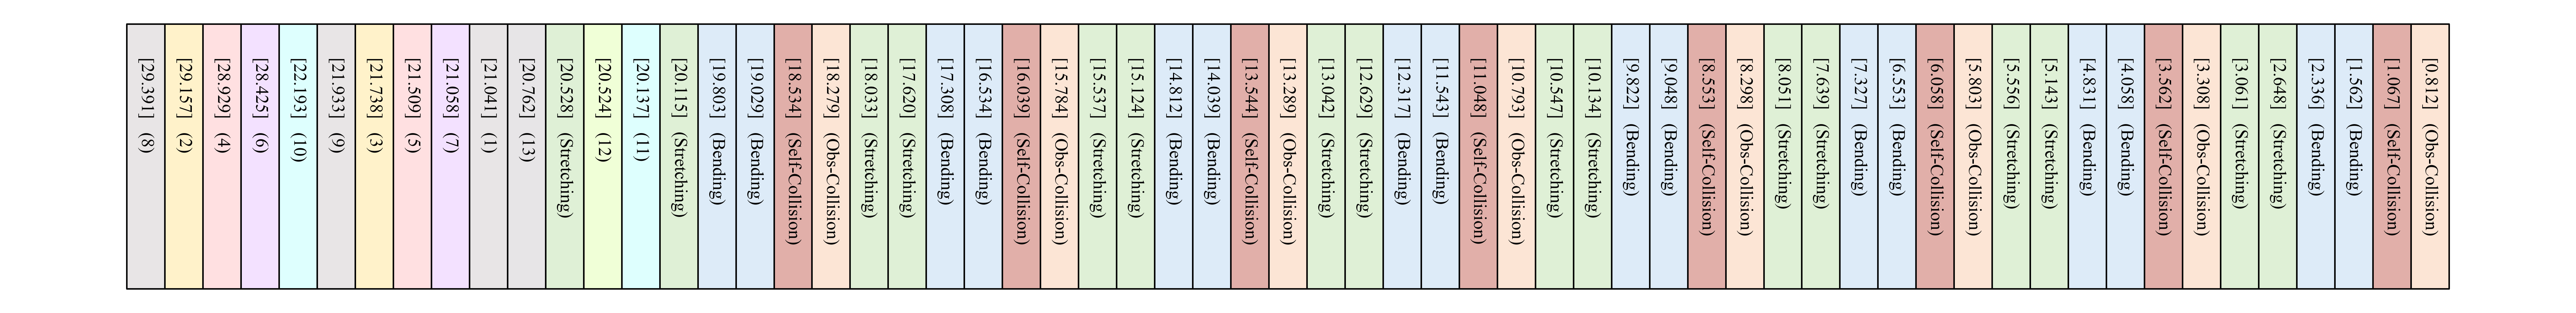 [29.391] (8)
[29.157] (2)
[28.929] (4)
[28.425] (6)
[22.193] (10)
[21.933] (9)
[21.738] (3)
[21.509] (5)
[21.058] (7)
[21.041] (1)
[20.762] (13)
[20.528] (Stretching)
[20.524] (12)
[20.137] (11)
[20.115] (Stretching)
[19.803] (Bending)
[19.029] (Bending)
[18.534] (Self-Collision)
[18.279] (Obs-Collision)
[18.033] (Stretching)
[17.620] (Stretching)
[17.308] (Bending)
[16.534] (Bending)
[16.039] (Self-Collision)
[15.784] (Obs-Collision)
[15.537] (Stretching)
[15.124] (Stretching)
[14.812] (Bending)
[14.039] (Bending)
[13.544] (Self-Collision)
[13.289] (Obs-Collision)
[13.042] (Stretching)
[12.629] (Stretching)
[12.317] (Bending)
[11.543] (Bending)
[11.048] (Self-Collision)
[10.793] (Obs-Collision)
[10.547] (Stretching)
[10.134] (Stretching)
[9.822] (Bending)
[9.048] (Bending)
[8.553] (Self-Collision)
[8.298] (Obs-Collision)
[8.051] (Stretching)
[7.639] (Stretching)
[7.327] (Bending)
[6.553] (Bending)
[6.058] (Self-Collision)
[5.803] (Obs-Collision)
[5.556] (Stretching)
[5.143] (Stretching)
[4.831] (Bending)
[4.058] (Bending)
[3.562] (Self-Collision)
[3.308] (Obs-Collision)
[3.061] (Stretching)
[2.648] (Stretching)
[2.336] (Bending)
[1.562] (Bending)
[1.067] (Self-Collision)
[0.812] (Obs-Collision)